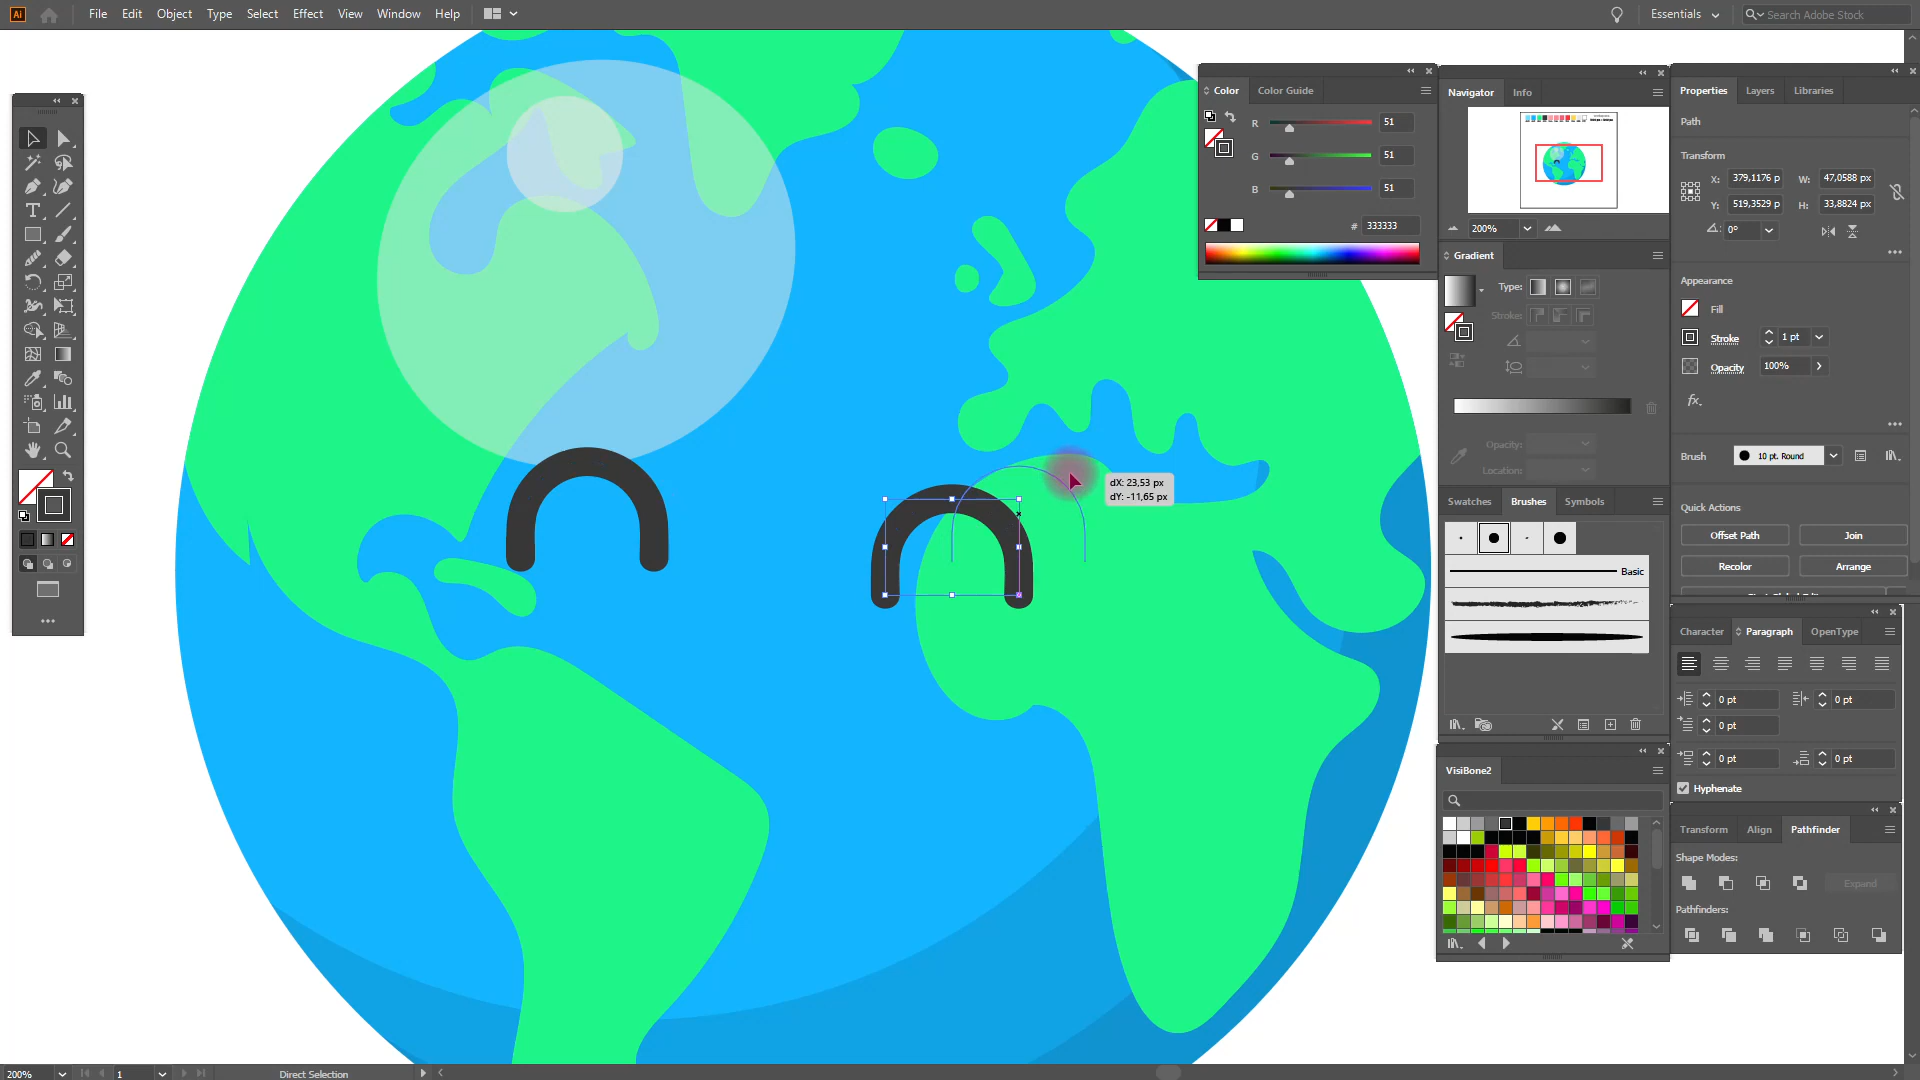 Ai
File
Edit
Object
Type
Select
Effect
View
Window
Help
Essentials
Search Adobe Stock
Color
Color Guide
R
51
G
51
B
51
#
333333
Navigator
Info
200%
Gradient
Type:
Stroke:
Opacity:
Location:
Swatches
Brushes
Symbols
Basic
VisiBone2
Properties
Layers
Libraries
Path
Transform
X:
379,1176 p
W:
47,0588 px
Y:
519,3529 p
H:
33,8824 px
0°
Appearance
Fill
Stroke
1 pt
Opacity
100%
fx.
Brush
10 pt. Round
Quick Actions
Offset Path
Join
Recolor
Arrange
Character
Paragraph
OpenType
0 pt
0 pt
0 pt
0 pt
0 pt
Hyphenate
Transform
Align
Pathfinder
Shape Modes:
Expand
Pathfinders:
dX: 23,53 px
dY: -11,65 px
200%
1
Direct Selection